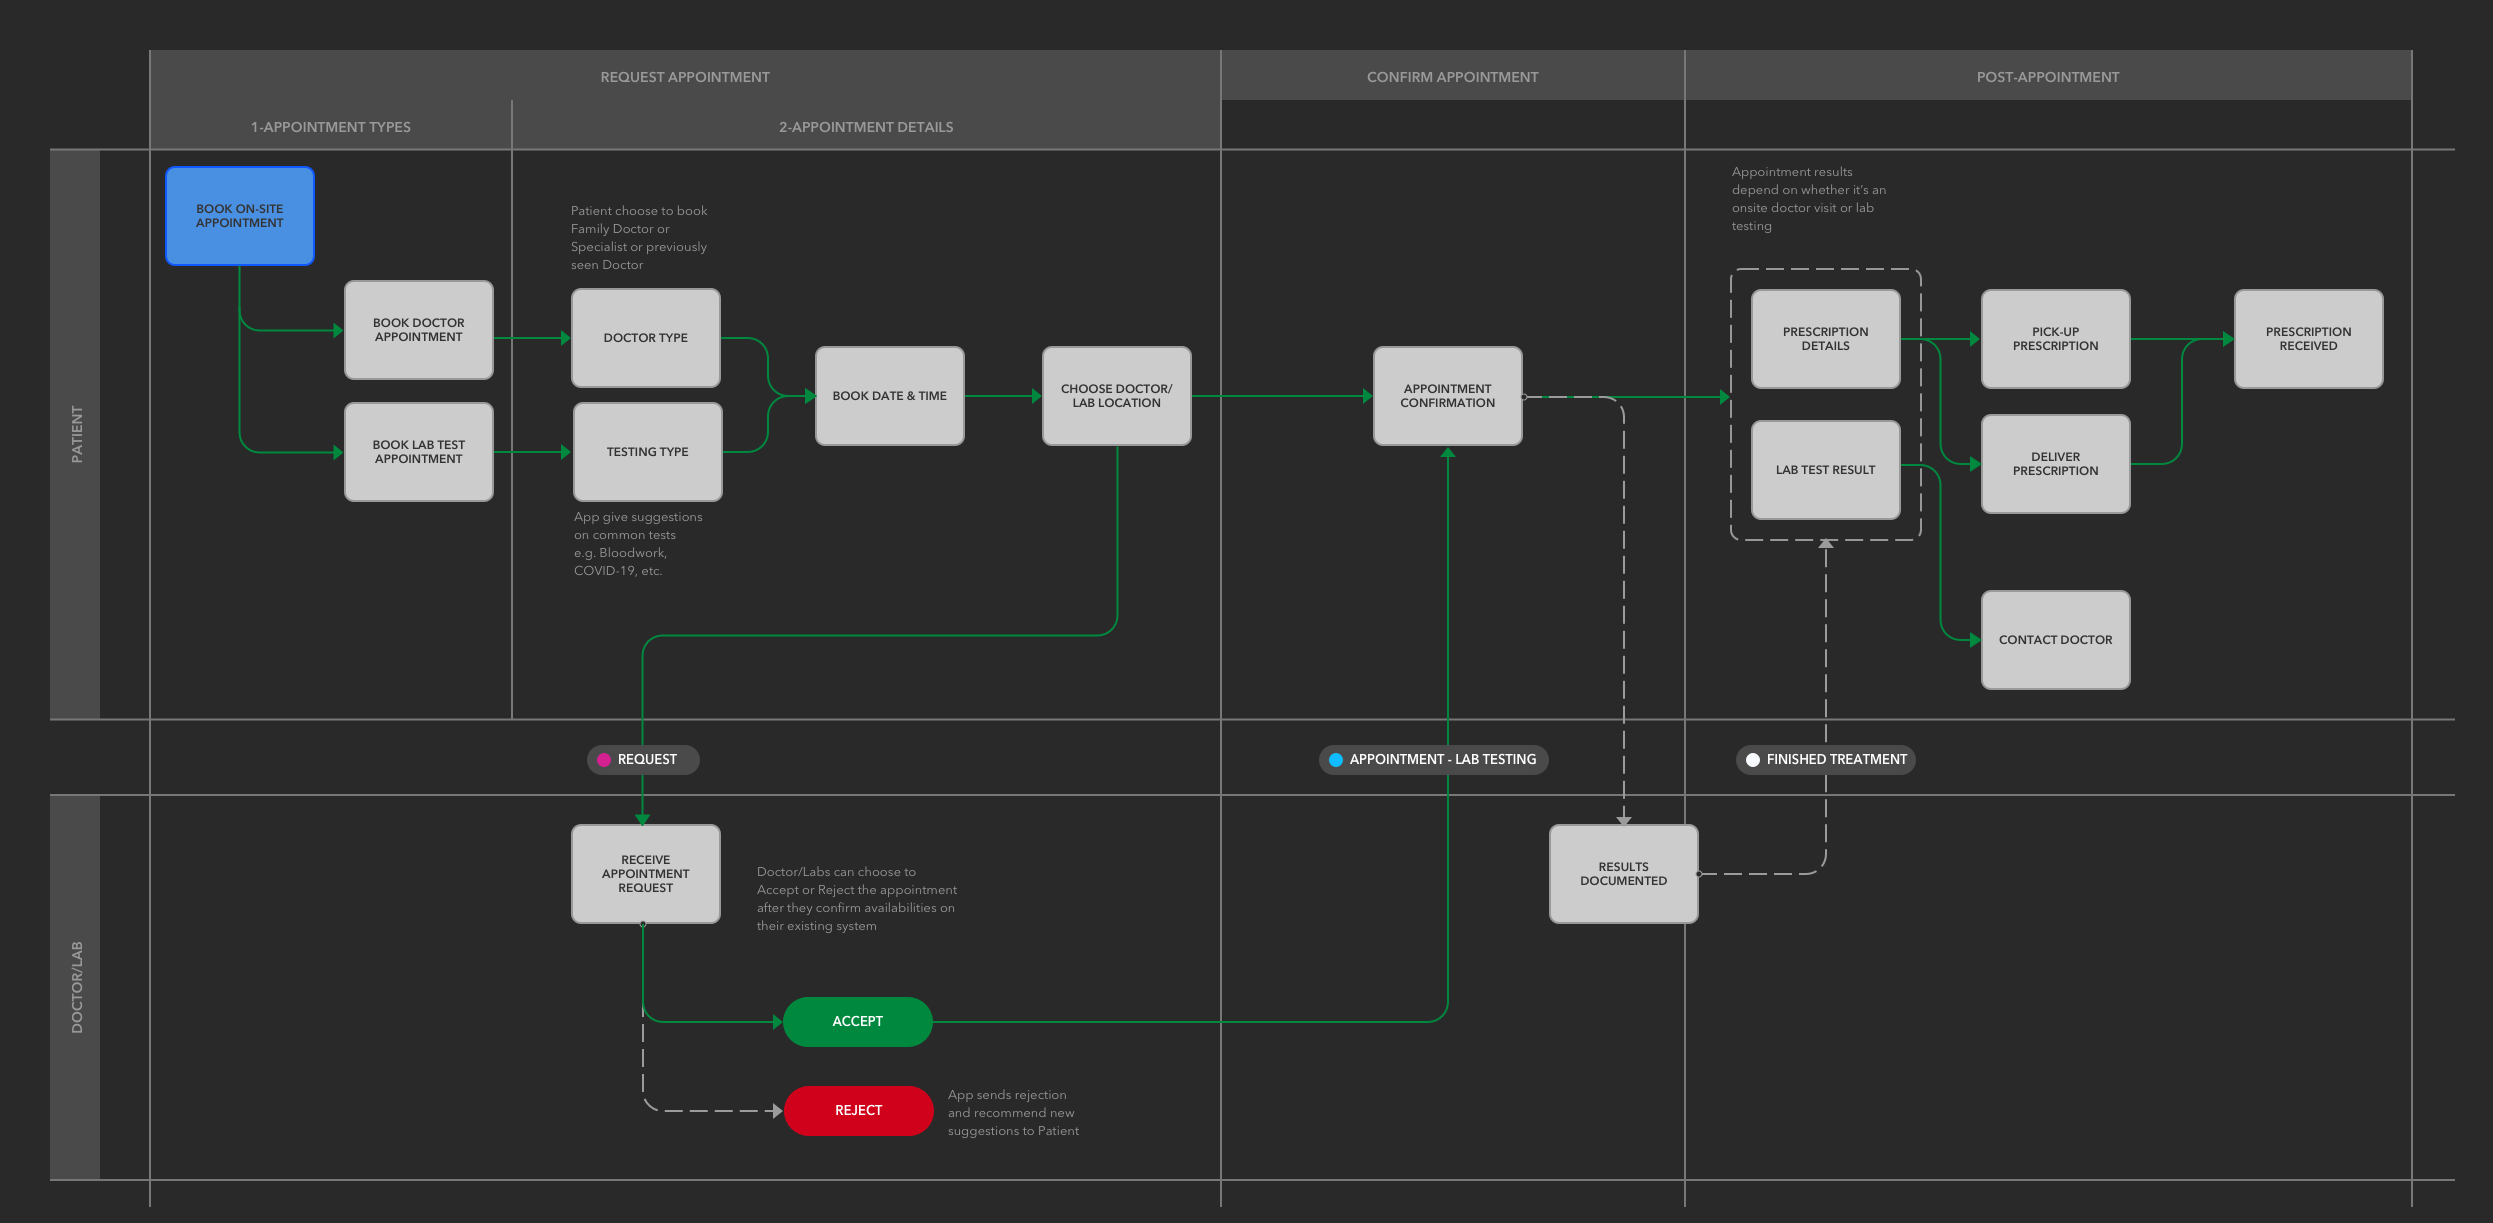 REQUEST APPOINTMENT
CONFIRM APPOINTMENT
POST-APPOINTMENT
1-APPOINTMENT TYPES
2-APPOINTMENT DETAILS
PATIENT
BOOK ON-SITE
APPOINTMENT
BOOK DOCTOR
APPOINTMENT
BOOK LAB TEST
APPOINTMENT
Patient choose to book
Family Doctor or
Specialist or previously
seen Doctor
DOCTOR TYPE
TESTING TYPE
App give suggestions
on common tests
e.g. Bloodwork,
COVID-19, etc.
BOOK DATE & TIME
CHOOSE DOCTOR/
LAB LOCATION
APPOINTMENT
CONFIRMATION
Appointment results
depend on whether it's an
onsite doctor visit or lab
testing
PRESCRIPTION
DETAILS
LAB TEST RESULT
PICK-UP
PRESCRIPTION
DELIVER
PRESCRIPTION
CONTACT DOCTOR
PRESCRIPTION
RECEIVED
REQUEST
APPOINTMENT - LAB TESTING
FINISHED TREATMENT
DOCTOR/LAB
RECEIVE
APPOINTMENT
REQUEST
Doctor/Labs can choose to
Accept or Reject the appointment
after they confirm availabilities on
their existing system
RESULTS
DOCUMENTED
ACCEPT
REJECT
App sends rejection
and recommend new
suggestions to Patient